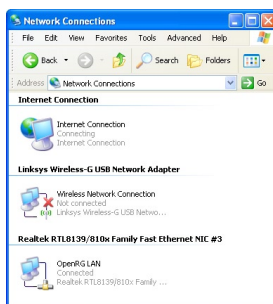 Network Connections
File Edit View Favorites Tools Advanced Help
Back Search Folders
Address Network Connections Go
Internet Connection
Internet Connection
Connecting
Internet Connection
Linksys Wireless-G USB Network Adapter
Wireless Network Connection
Not connected
Linksys Wireless-G USB Netwo...
Realtek RTL8139/810x Family Fast Ethernet NIC #3
OpenRG LAN
Connected
Realtek RTL8139/810x Family ...